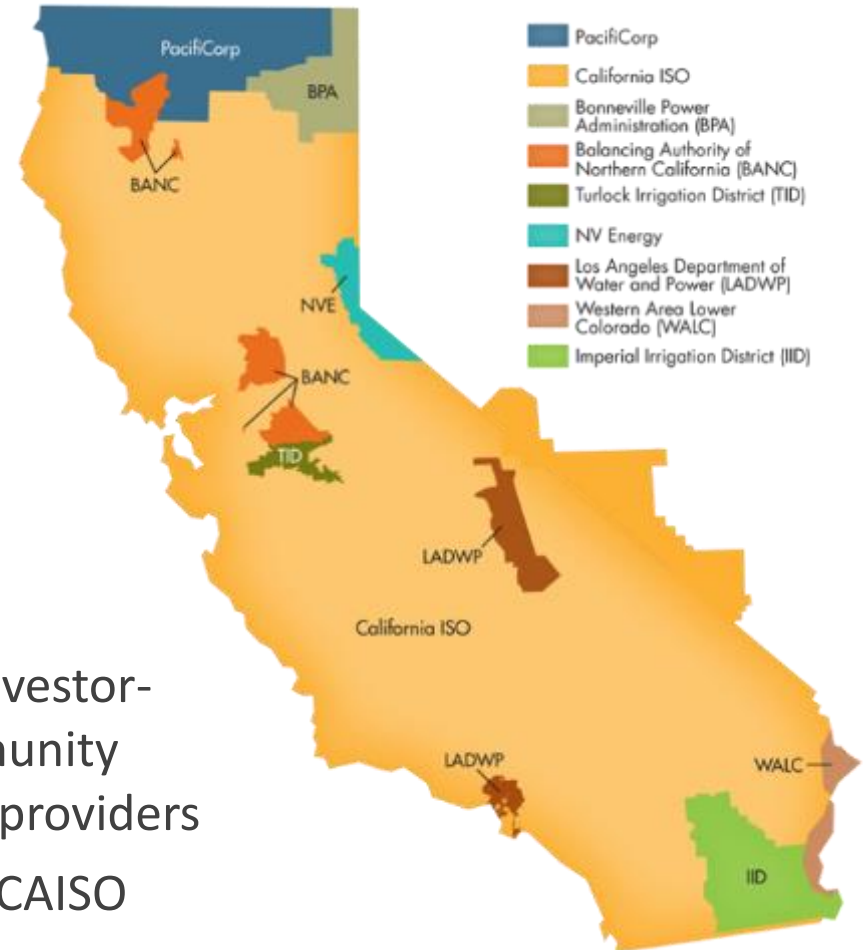 PacifiCorp
BPA
BANC
NVE
BANC
TID
LADWP
California ISO
LADWP
WALC
IID
PacifiCorp
California ISO
Bonneville Power
Administration (BPA)
Balancing Authority of
Northern California (BANC)
Turlock Irrigation District (TID)
NV Energy
Los Angeles Department of
Water and Power (LADWP)
Western Area Lower
Colorado (WALC)
Imperial Irrigation District (IID)
vestor-
unity
providers
CAISO